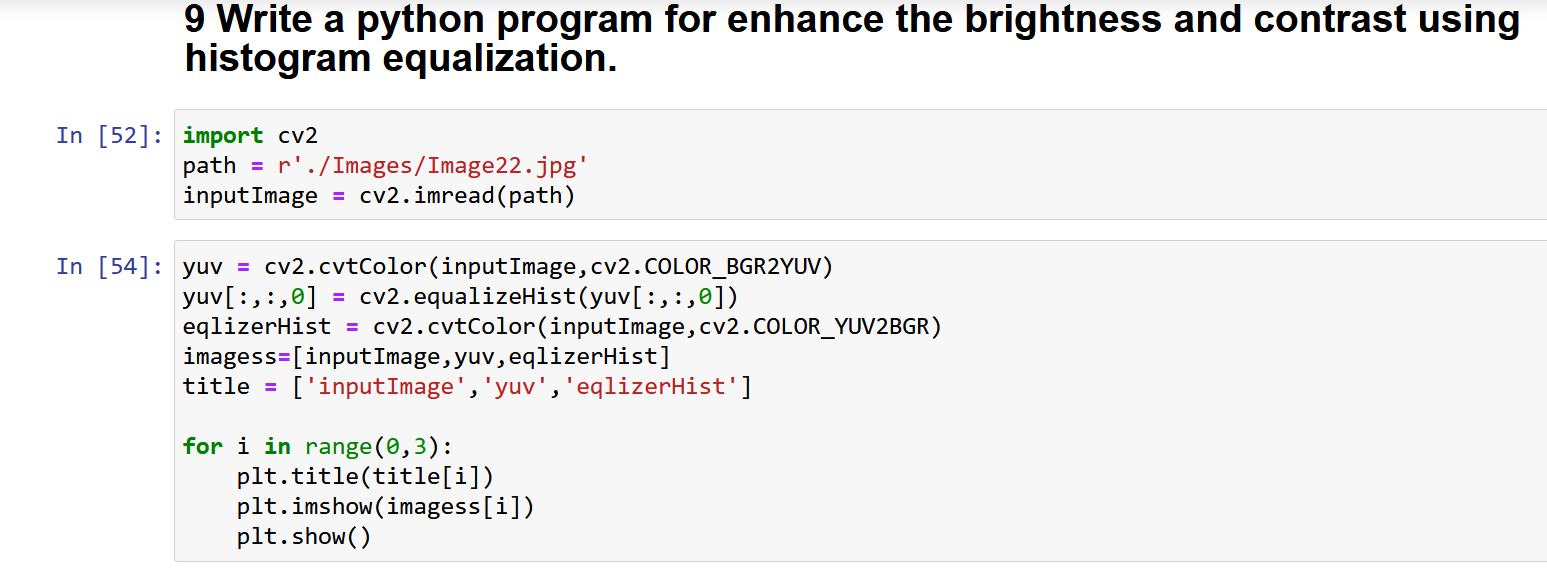 9 Write a python program for enhance the brightness and contrast using
histogram equalization.
In [52]:
import cv2
path = r'./Images/Image22.jpg'
inputImage = cv2.imread(path)
In [54]:
yuv = cv2.cvtColor(inputImage,cv2.COLOR_BGR2YUV)
yuv[:,:,0] = cv2.equalizeHist(yuv[:,:,0])
eqlizerHist = cv2.cvtColor(inputImage,cv2.COLOR_YUV2BGR)
imagess=[inputImage,yuv,eqlizerHist]
title = ['inputImage','yuv','eqlizerHist']
for i in range(0,3):
    plt.title(title[i])
    plt.imshow(imagess[i])
    plt.show()